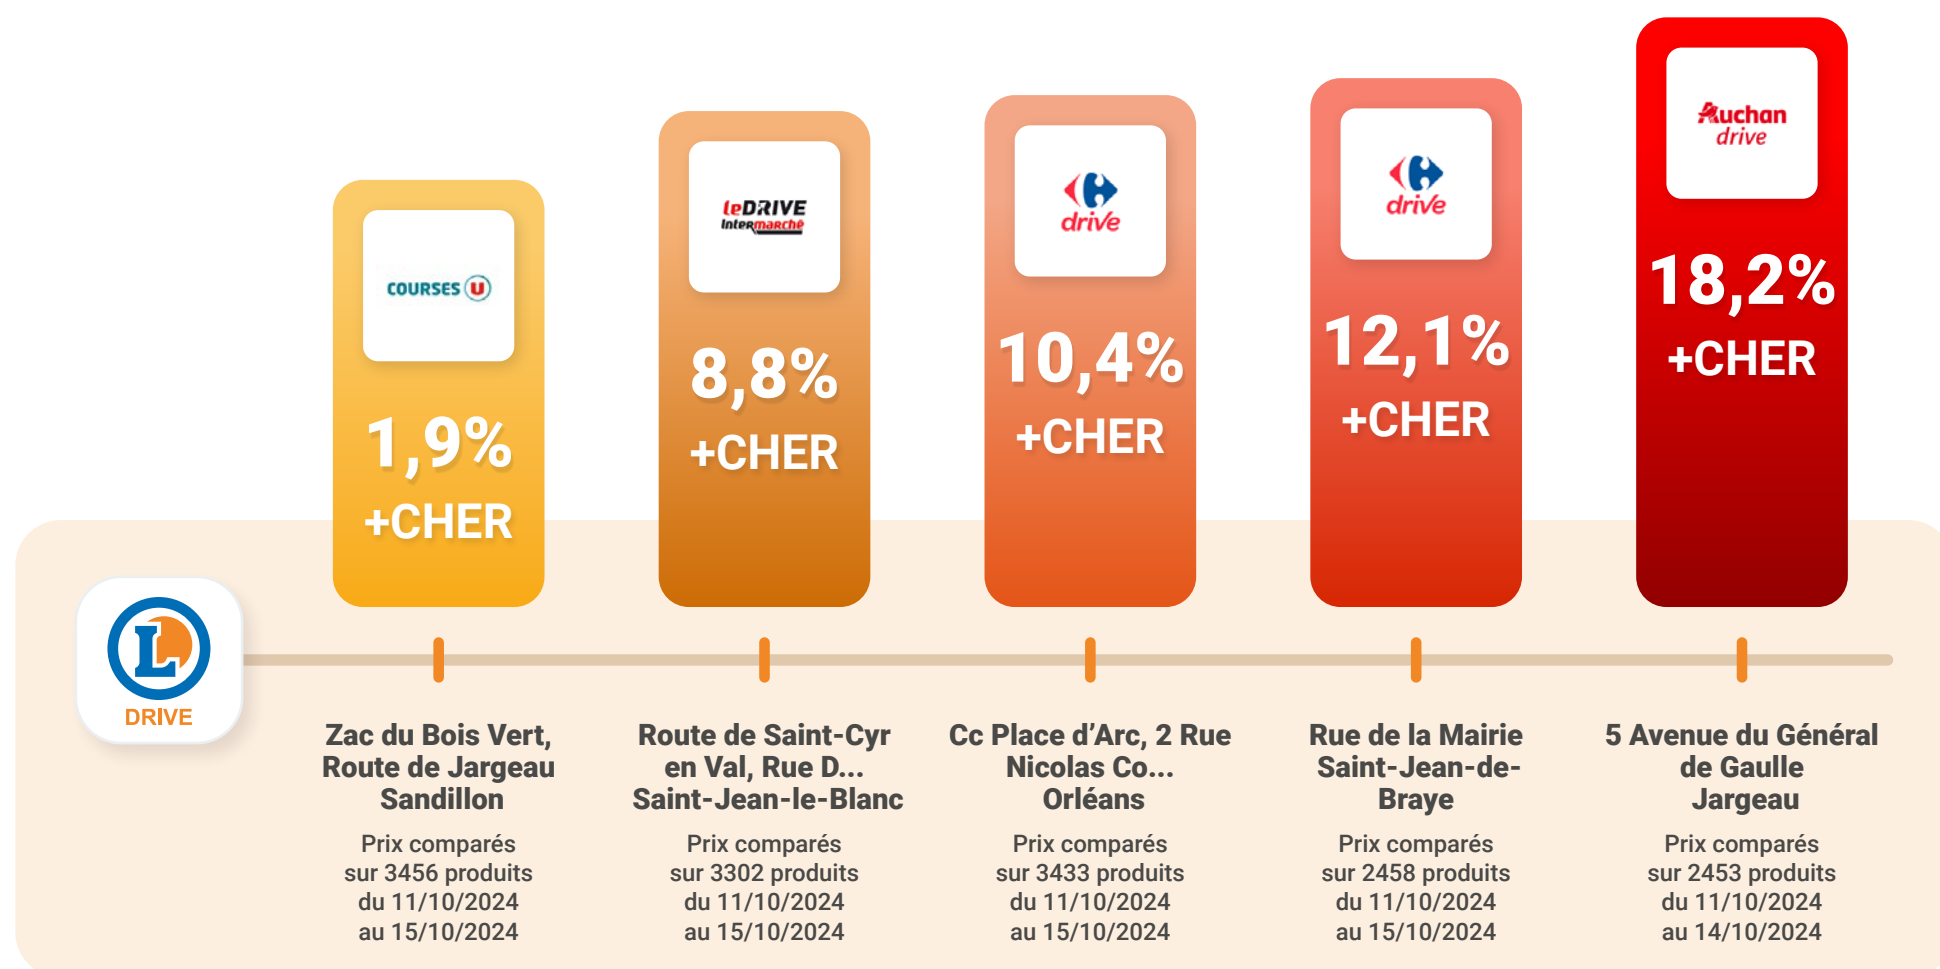 COURSES U
1,9%
+CHER
leDRIVE
Intermarché
8,8%
+CHER
drive
10,4%
+CHER
drive
12,1%
+CHER
Auchan
drive
18,2%
+CHER
L
DRIVE
Zac du Bois Vert,
Route de Jargeau
Sandillon
Prix comparés
sur 3456 produits
du 11/10/2024
au 15/10/2024
Route de Saint-Cyr
en Val, Rue D...
Saint-Jean-le-Blanc
Prix comparés
sur 3302 produits
du 11/10/2024
au 15/10/2024
Cc Place d’Arc, 2 Rue
Nicolas Co...
Orléans
Prix comparés
sur 3433 produits
du 11/10/2024
au 15/10/2024
Rue de la Mairie
Saint-Jean-de-
Braye
Prix comparés
sur 2458 produits
du 11/10/2024
au 15/10/2024
5 Avenue du Général
de Gaulle
Jargeau
Prix comparés
sur 2453 produits
du 11/10/2024
au 14/10/2024